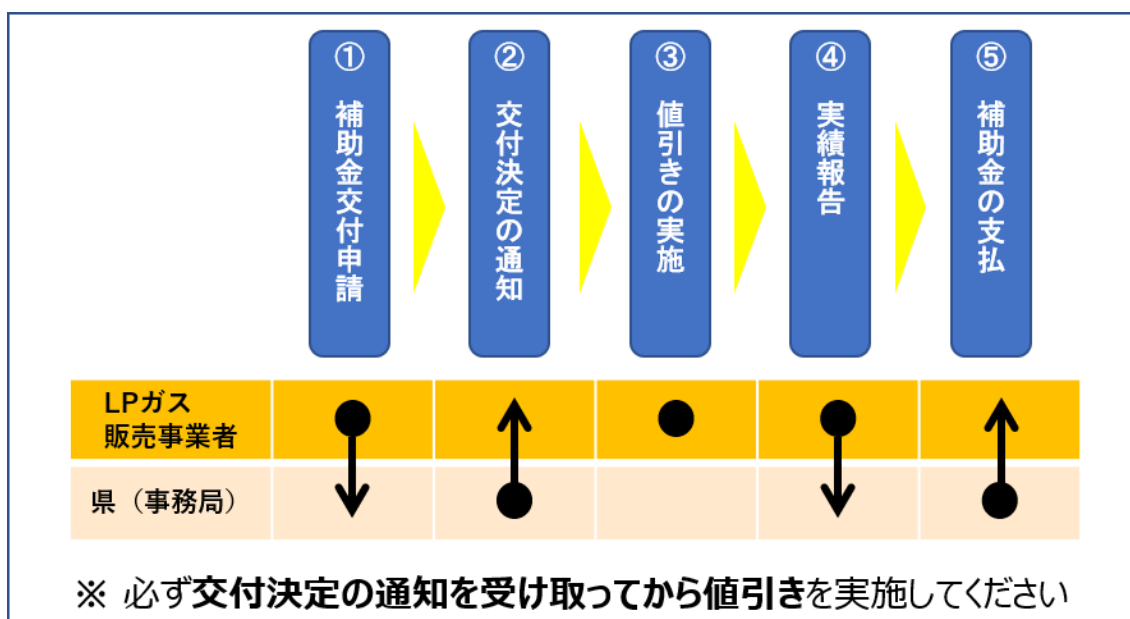 ① 補助金交付申請
② 交付決定の通知
③ 値引きの実施
④ 実績報告
⑤ 補助金の支払
LPガス
販売事業者
県（事務局）
※ 必ず交付決定の通知を受け取ってから値引きを実施してください